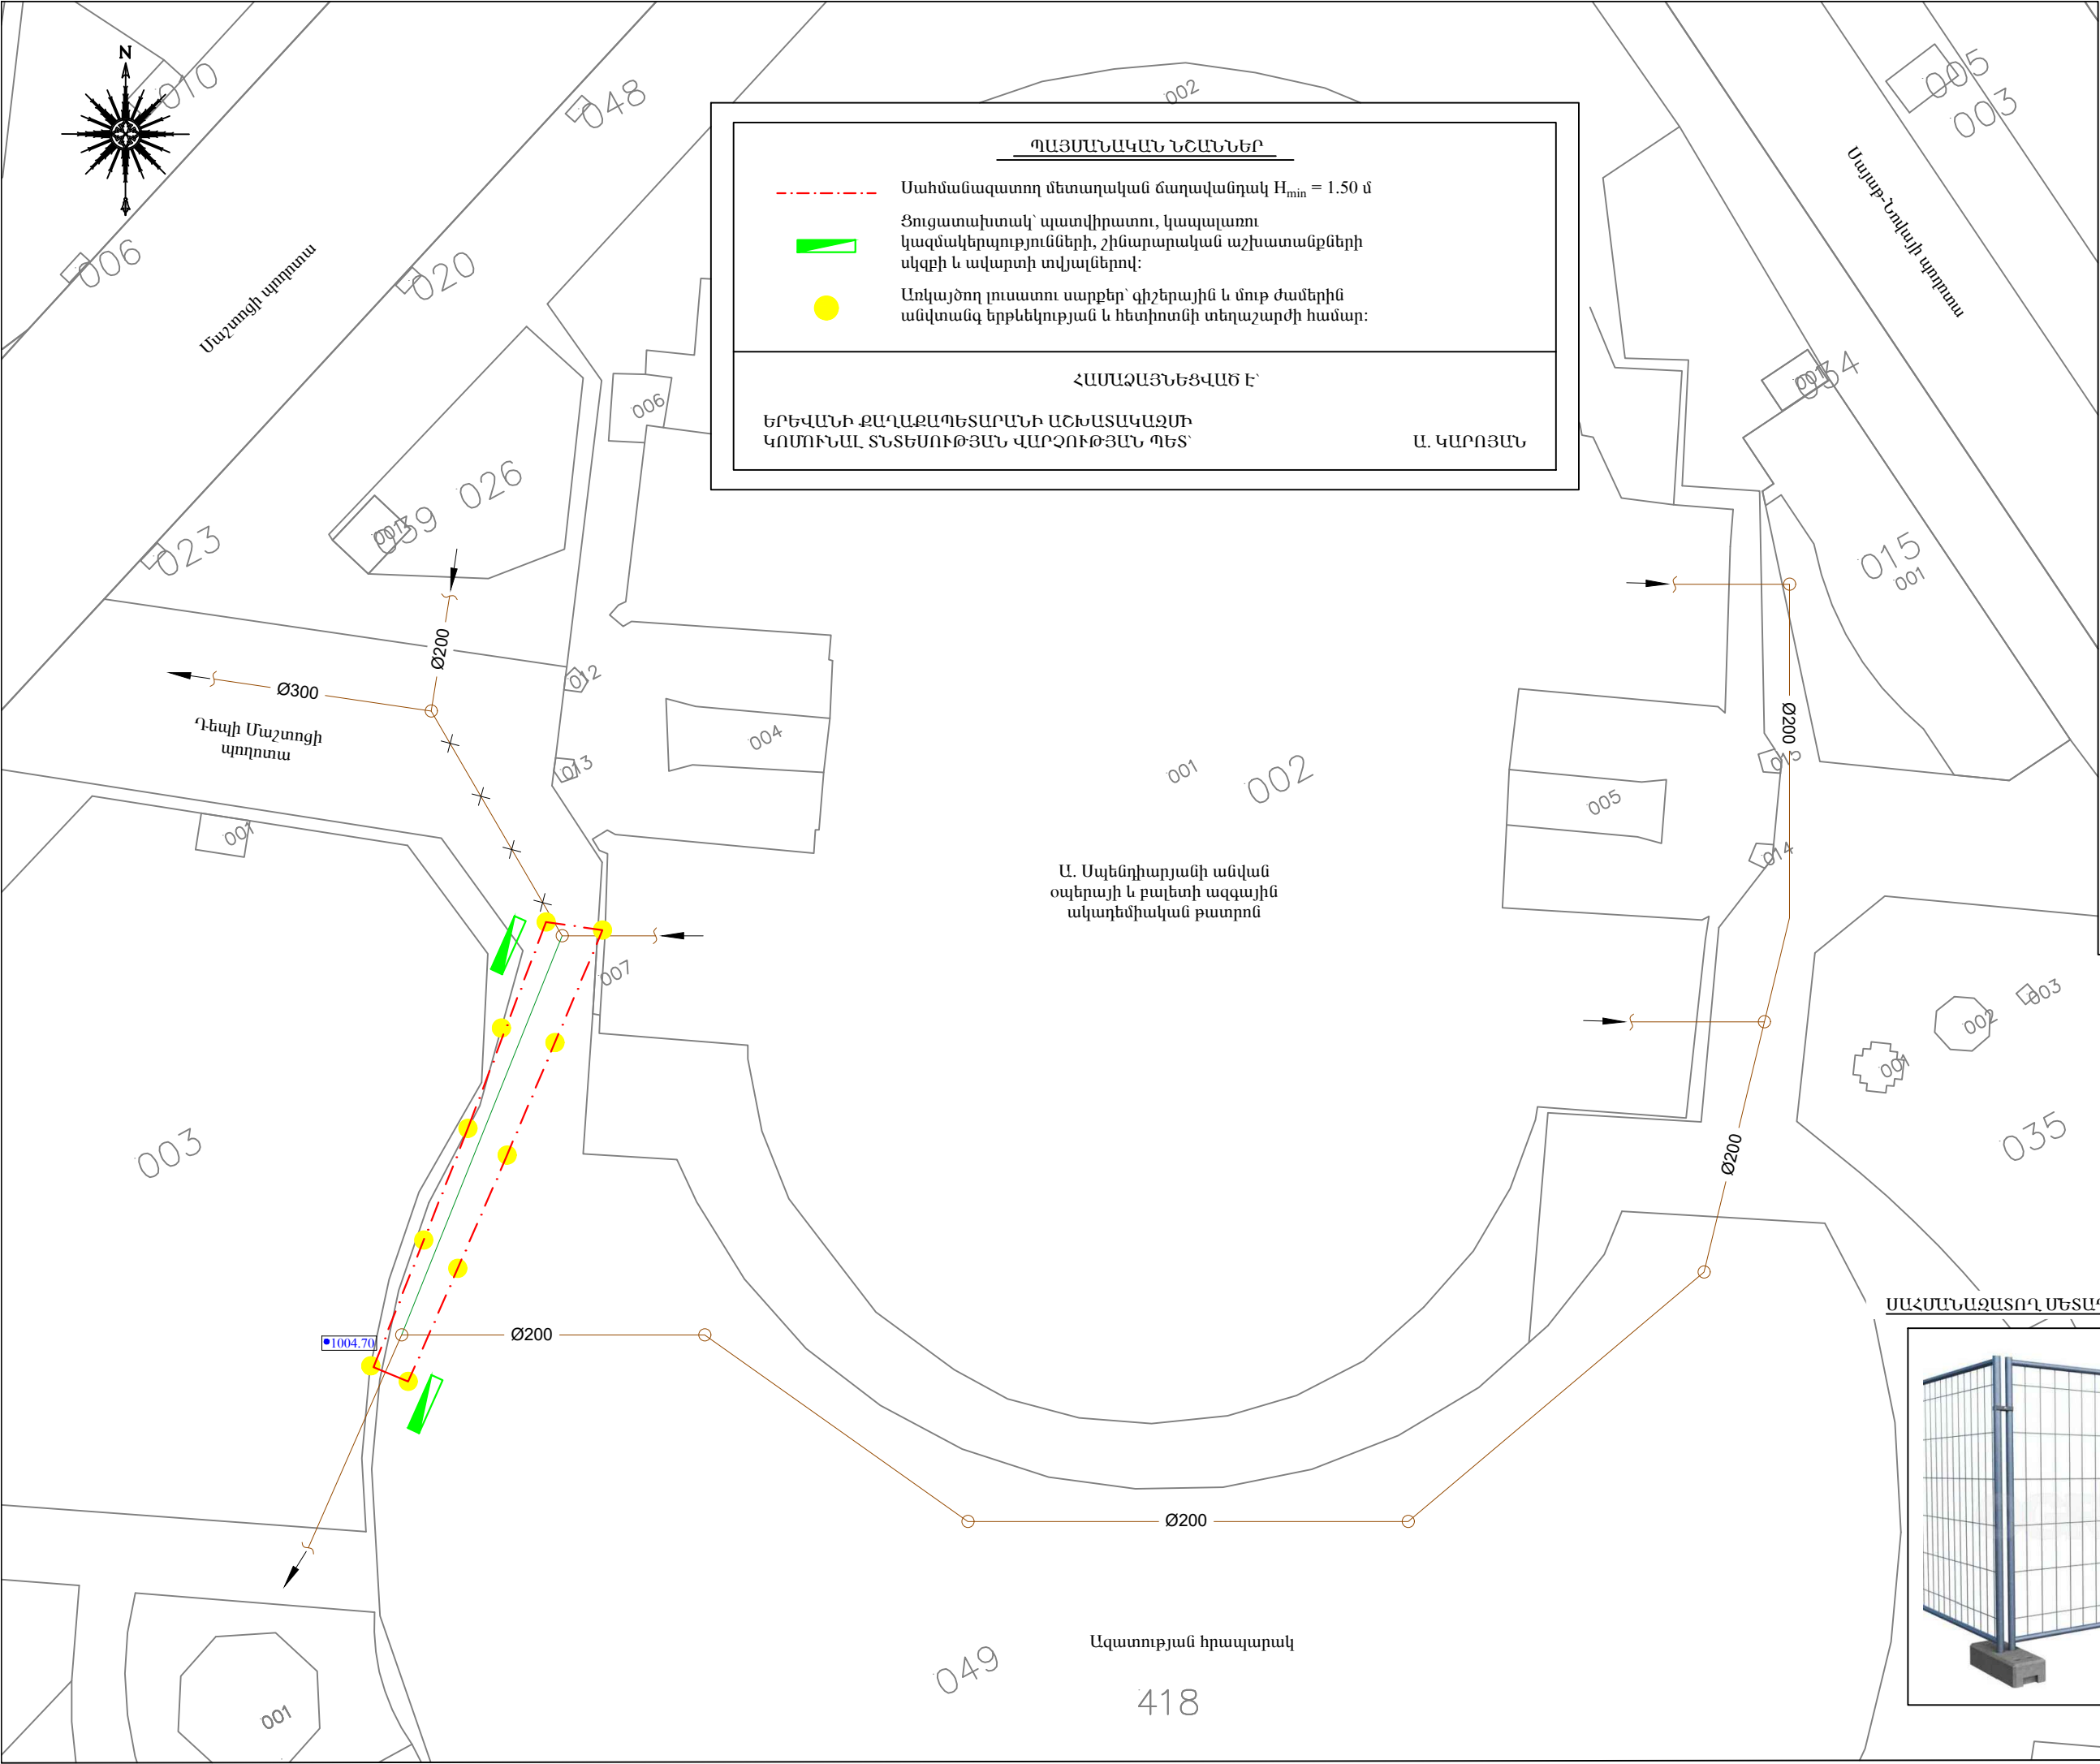 N
010
048
002
005
003
ՊԱՅՄԱՆԱԿԱՆ ՆՇԱՆՆԵՐ
Սահմանազատող մետաղական ճաղավանդակ Hmin = 1.50 մ
Ցուցատախտակ՝ պատվիրատու, կապալառու
կազմակերպությունների, շինարարական աշխատանքների
սկզբի և ավարտի տվյալներով:
Առկայծող լուսատու սարքեր՝ գիշերային և մութ ժամերին
անվտանգ երթևեկության և հետիոտնի տեղաշարժի համար:
ՀԱՄԱՁԱՅՆԵՑՎԱԾ Է՝
ԵՐԵՎԱՆԻ ՔԱՂԱՔԱՊԵՏԱՐԱՆԻ ԱՇԽԱՏԱԿԱԶՄԻ
ԿՈՄՈՒՆԱԼ ՏՆՏԵՍՈՒԹՅԱՆ ՎԱՐՉՈՒԹՅԱՆ ՊԵՏ՝ Ա. ԿԱՐՈՅԱՆ
Սայաթ-Նովայի պողոտա
006
Մաշտոցի պողոտա
020
034
006
026
039
023
015
001
Ø200
012
Ø300
Դեպի Մաշտոցի
պողոտա
004
013
001
002
Ø200
015
005
001
014
Ա. Սպենդիարյանի անվան
օպերայի և բալետի ազգային
ակադեմիական թատրոն
007
003
002
001
003
035
Ø200
ՍԱՀՄԱՆԱԶԱՏՈՂ ՄԵՏԱՂ
1004.70
Ø200
Ø200
Ազատության հրապարակ
049
418
001